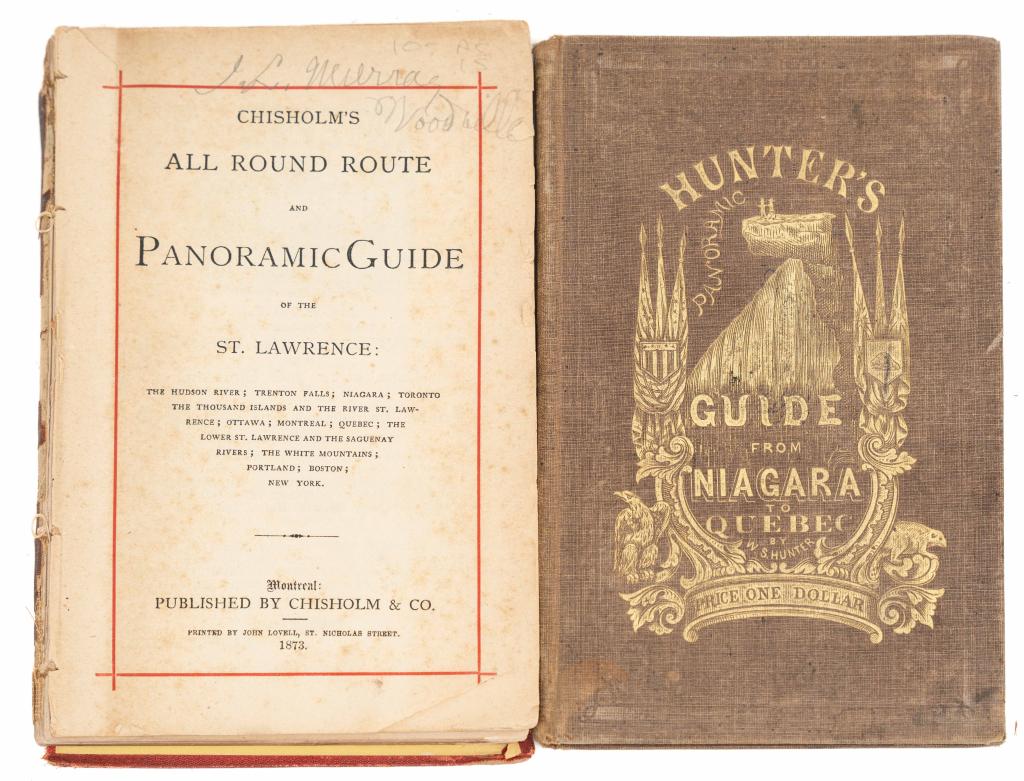 J. L. Murray
Woodville
CHISHOLM'S
ALL ROUND ROUTE
AND
PANORAMIC GUIDE
OF THE
ST. LAWRENCE:
THE HUDSON RIVER; TRENTON FALLS; NIAGARA; TORONTO
THE THOUSAND ISLANDS AND THE RIVER ST. LAW-
RENCE; OTTAWA; MONTREAL; QUEBEC; THE
LOWER ST. LAWRENCE AND THE SAGUENAY
RIVERS; THE WHITE MOUNTAINS;
PORTLAND; BOSTON;
NEW YORK.
Montreal:
PUBLISHED BY CHISHOLM & CO.
PRINTED BY JOHN LOVELL, ST. NICHOLAS STREET.
1873.
HUNTER'S
PANORAMIC
GUIDE
FROM
NIAGARA
TO
QUEBEC
BY
W. S. HUNTER
PRICE ONE DOLLAR